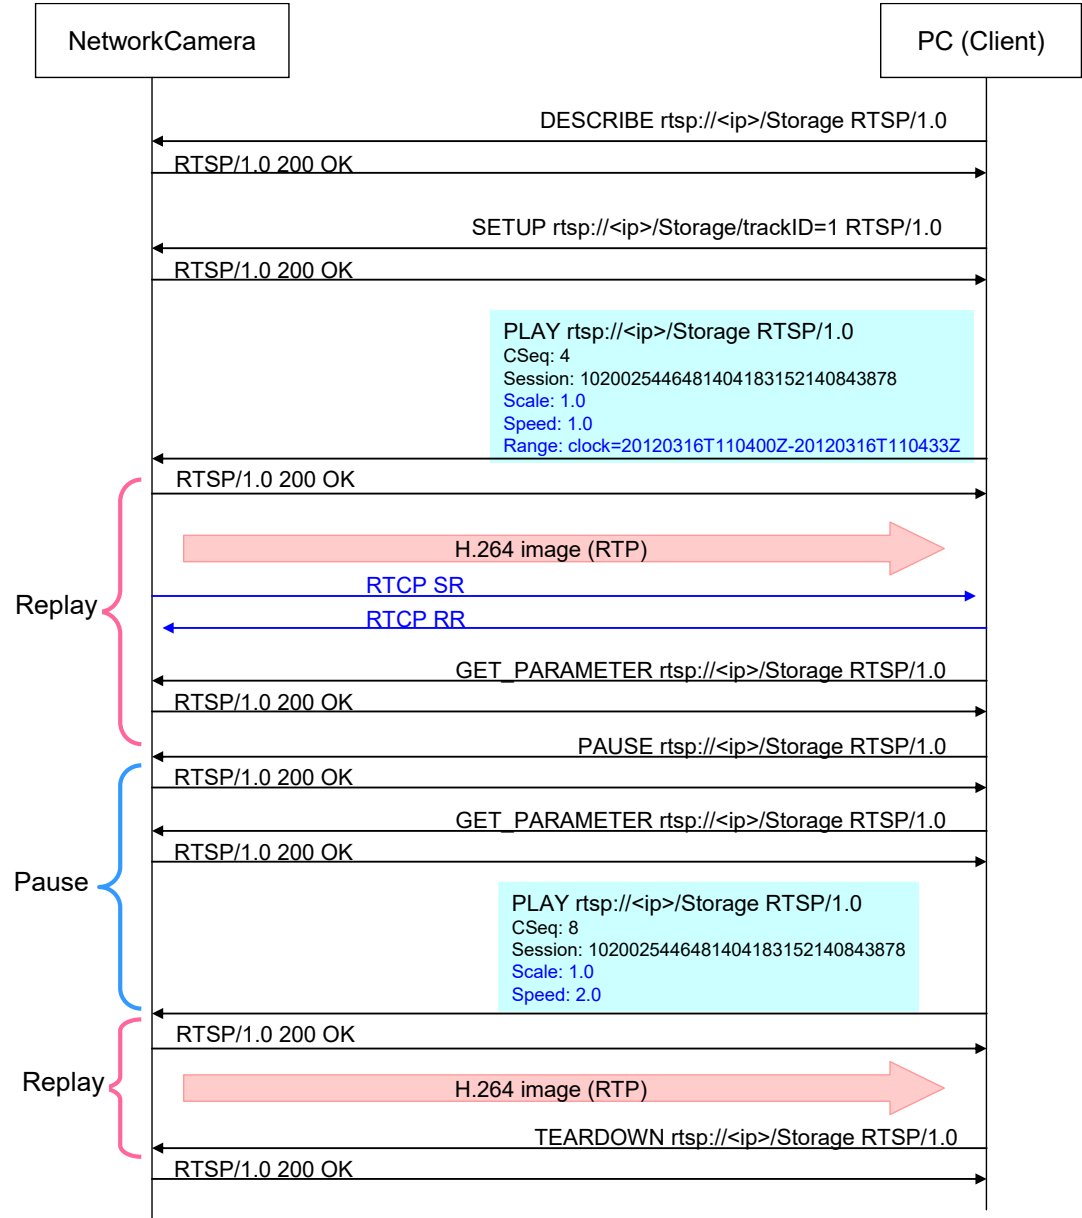 NetworkCamera
PC (Client)
DESCRIBE rtsp://<ip>/Storage RTSP/1.0
RTSP/1.0 200 OK
SETUP rtsp://<ip>/Storage/trackID=1 RTSP/1.0
RTSP/1.0 200 OK
PLAY rtsp://<ip>/Storage RTSP/1.0
CSeq: 4
Session: 10200254464814041831521408​43878
Scale: 1.0
Speed: 1.0
Range: clock=20120316T110400Z-20120316T110433Z
RTSP/1.0 200 OK
H.264 image (RTP)
RTCP SR
Replay
RTCP RR
GET_PARAMETER rtsp://<ip>/Storage RTSP/1.0
RTSP/1.0 200 OK
PAUSE rtsp://<ip>/Storage RTSP/1.0
RTSP/1.0 200 OK
GET_PARAMETER rtsp://<ip>/Storage RTSP/1.0
RTSP/1.0 200 OK
Pause
PLAY rtsp://<ip>/Storage RTSP/1.0
CSeq: 8
Session: 1020025446481404183152140843878
Scale: 1.0
Speed: 2.0
RTSP/1.0 200 OK
Replay
H.264 image (RTP)
TEARDOWN rtsp://<ip>/Storage RTSP/1.0
RTSP/1.0 200 OK